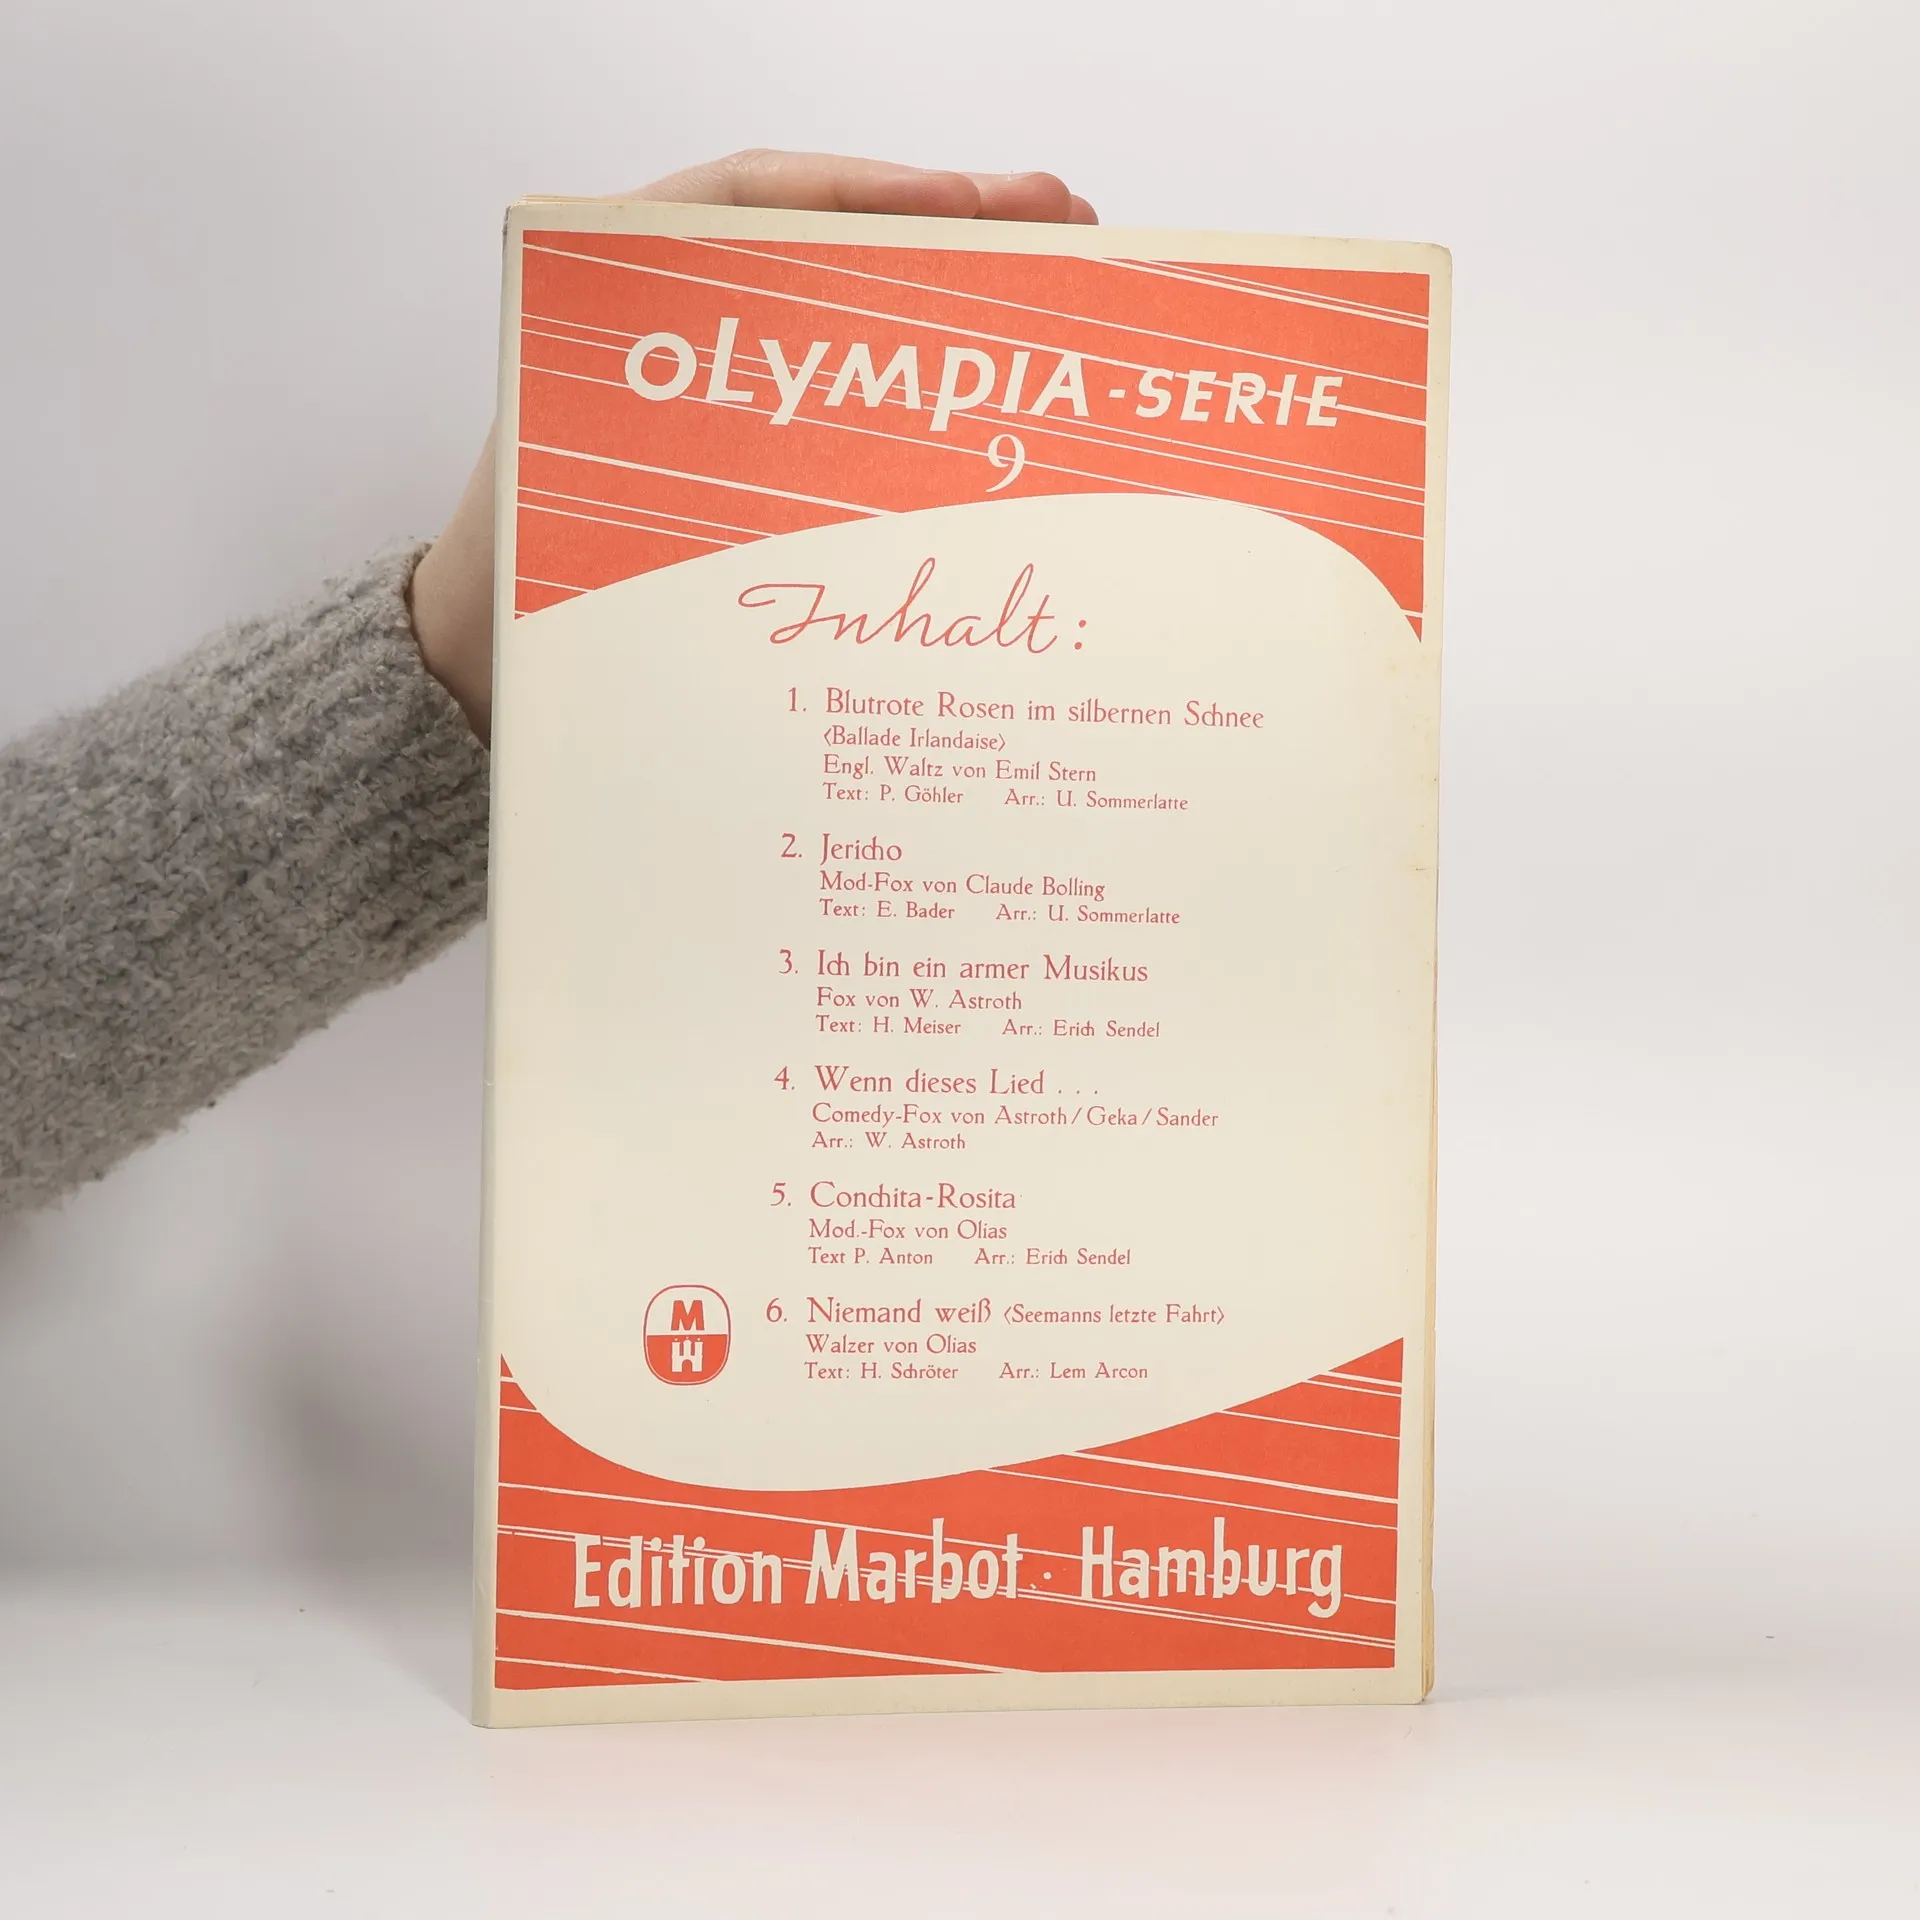 OLYMPIA-SERIE
9
Inhalt:
1. Blutrote Rosen im silbernen Schnee
‹Ballade Irlandaise›
Engl. Waltz von Emil Stern
Text: P. Göhler Arr.: U. Sommerlatte
2. Jericho
Mod-Fox von Claude Bolling
Text: E. Bader Arr.: U. Sommerlatte
3. Ich bin ein armer Musikus
Fox von W. Astroth
Text: H. Meiser Arr.: Erich Sendel
4. Wenn dieses Lied . . .
Comedy-Fox von Astroth/Geka/Sander
Arr.: W. Astroth
5. Conchita-Rosita
Mod.-Fox von Olias
Text P. Anton Arr.: Erich Sendel
6. Niemand weiß ‹Seemanns letzte Fahrt›
Walzer von Olias
Text: H. Schröter Arr.: Lem Arcon
M
Edition Marbot · Hamburg